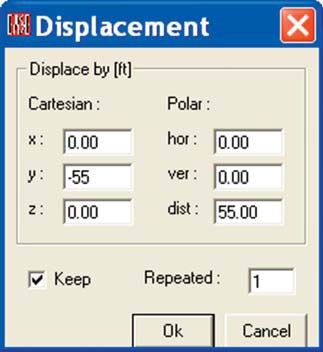 EASE Displacement
Displace by [ft]
Cartesian : Polar :
x : 0.00 hor : 0.00
y : -55 ver : 0.00
z : 0.00 dist : 55.00
Keep Repeated : 1
Ok Cancel